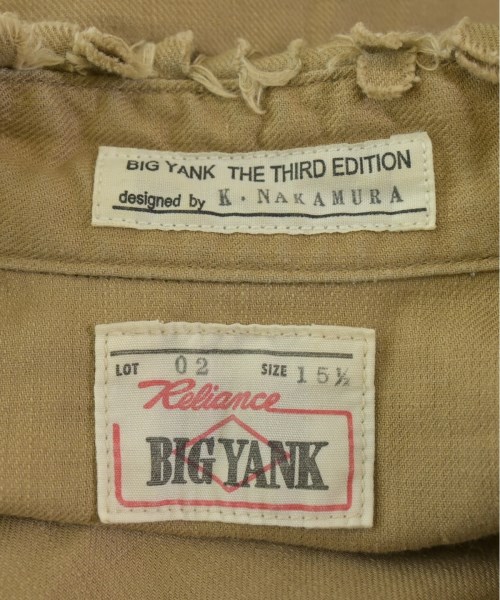 BIG YANK THE THIRD EDITION
designed by K. NAKAMURA
LOT 02 SIZE 15½
Reliance
BIG YANK